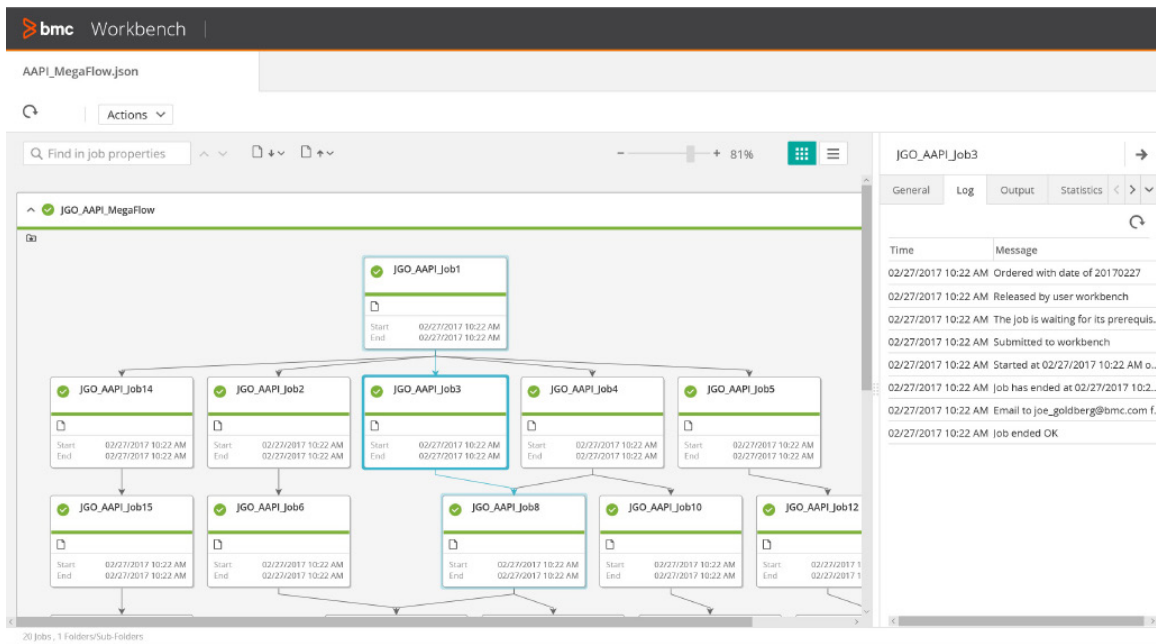 bmc Workbench
AAPI_MegaFlow.json
Actions
Find in job properties
81%
JGO_AAPI_MegaFlow
JGO_AAPI_Job1
Start 02/27/2017 10:22 AM
End 02/27/2017 10:22 AM
JGO_AAPI_Job14
Start 02/27/2017 10:22 AM
End 02/27/2017 10:22 AM
JGO_AAPI_Job2
Start 02/27/2017 10:22 AM
End 02/27/2017 10:22 AM
JGO_AAPI_Job3
Start 02/27/2017 10:22 AM
End 02/27/2017 10:22 AM
JGO_AAPI_Job4
Start 02/27/2017 10:22 AM
End 02/27/2017 10:22 AM
JGO_AAPI_Job5
Start 02/27/2017 10:22 AM
End 02/27/2017 10:22 AM
JGO_AAPI_Job15
Start 02/27/2017 10:22 AM
End 02/27/2017 10:22 AM
JGO_AAPI_Job6
Start 02/27/2017 10:22 AM
End 02/27/2017 10:22 AM
JGO_AAPI_Job8
Start 02/27/2017 10:22 AM
End 02/27/2017 10:22 AM
JGO_AAPI_Job10
Start 02/27/2017 10:22 AM
End 02/27/2017 10:22 AM
JGO_AAPI_Job12
Start 02/27/2017 1
End 02/27/2017 1
20 Jobs , 1 Folders/Sub-Folders
JGO_AAPI_Job3
General Log Output Statistics
Time Message
02/27/2017 10:22 AM Ordered with date of 20170227
02/27/2017 10:22 AM Released by user workbench
02/27/2017 10:22 AM The job is waiting for its prerequis..
02/27/2017 10:22 AM Submitted to workbench
02/27/2017 10:22 AM Started at 02/27/2017 10:22 AM o..
02/27/2017 10:22 AM Job has ended at 02/27/2017 10:2..
02/27/2017 10:22 AM Email to joe_goldberg@bmc.com f..
02/27/2017 10:22 AM Job ended OK